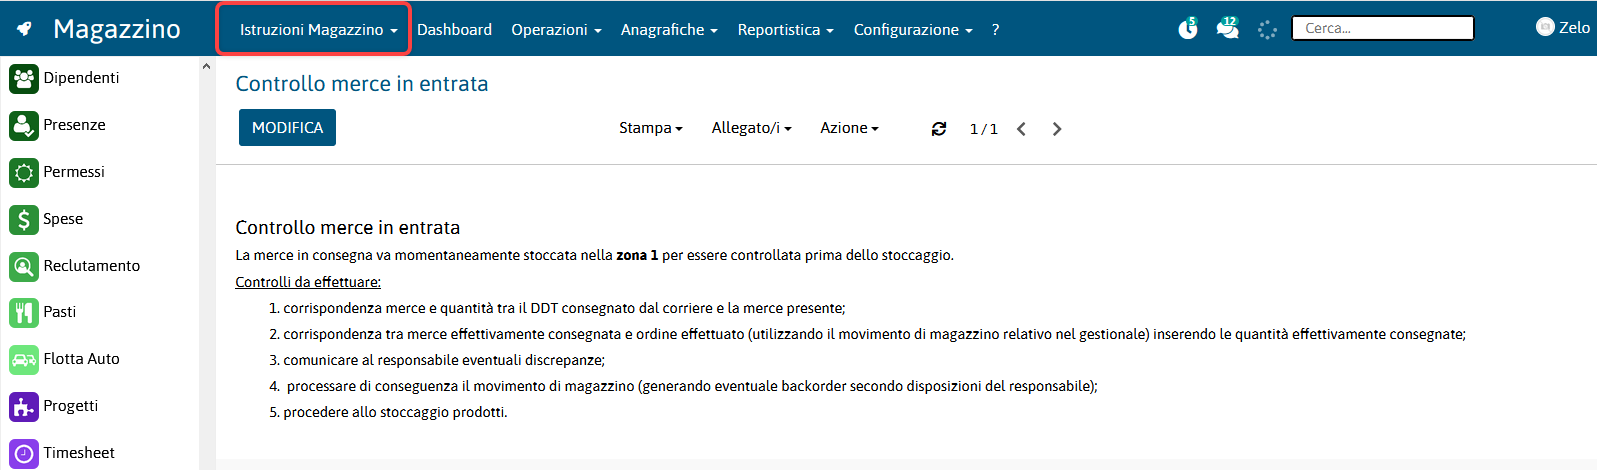 Magazzino
Istruzioni Magazzino Dashboard Operazioni Anagrafiche Reportistica Configurazione ?
5 12 Cerca... Zelo
Dipendenti
Presenze
Permessi
Spese
Reclutamento
Pasti
Flotta Auto
Progetti
Timesheet
Controllo merce in entrata
MODIFICA Stampa Allegato/i Azione 1 / 1
Controllo merce in entrata
La merce in consegna va momentaneamente stoccata nella zona 1 per essere controllata prima dello stoccaggio.
Controlli da effettuare:
1. corrispondenza merce e quantità tra il DDT consegnato dal corriere e la merce presente;
2. corrispondenza tra merce effettivamente consegnata e ordine effettuato (utilizzando il movimento di magazzino relativo nel gestionale) inserendo le quantità effettivamente consegnate;
3. comunicare al responsabile eventuali discrepanze;
4. processare di conseguenza il movimento di magazzino (generando eventuale backorder secondo disposizioni del responsabile);
5. procedere allo stoccaggio prodotti.